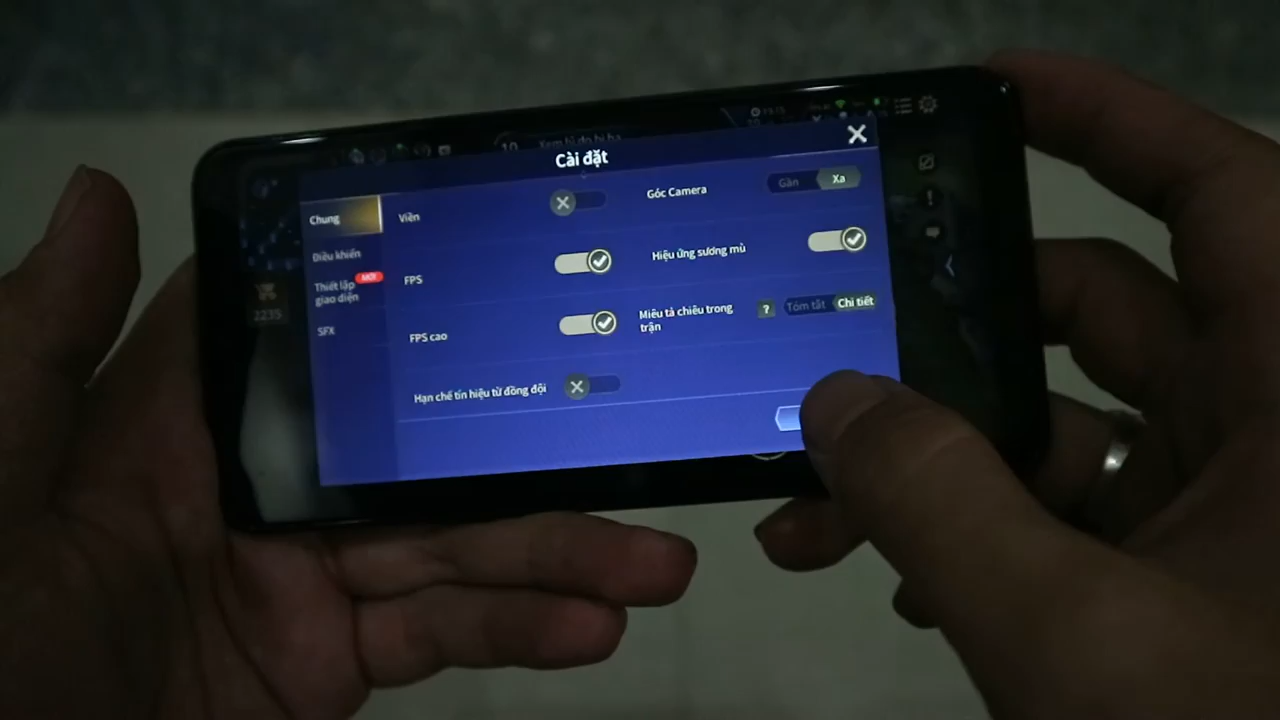 Cài đặt
Chung
Điều khiển
Thiết lập
giao diện
MỚI
SFX
Viền
Góc Camera
Gần
Xa
FPS
Hiệu ứng sương mù
FPS cao
Miêu tả chiêu trong
trận
?
Tóm tắt
Chi tiết
Hạn chế tín hiệu từ đồng đội
2235
10